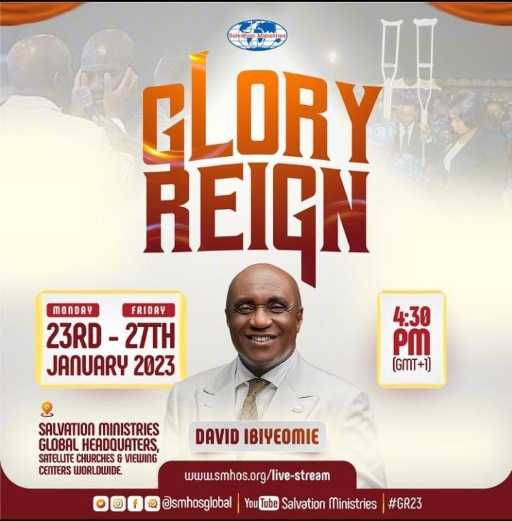 Salvation Ministries
GLORY
REIGN
MONDAY FRIDAY
23RD - 27TH
JANUARY 2023
4:30
PM
(GMT+1)
SALVATION MINISTRIES
GLOBAL HEADQUATERS,
SATELLITE CHURCHES & VIEWING
CENTERS WORLDWIDE.
DAVID IBIYEOMIE
www.smhos.org/live-stream
@smhosglobal | YouTube Salvation Ministries | #GR23